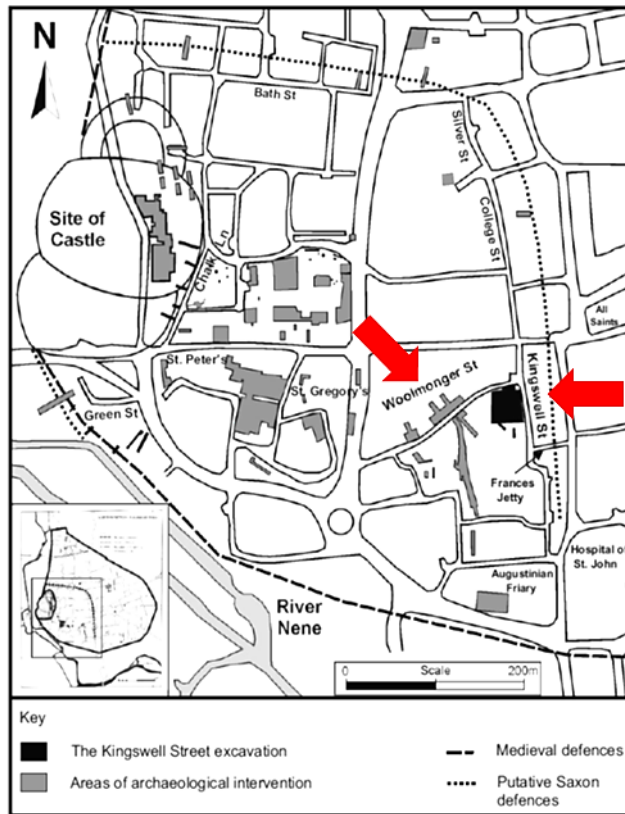 N
Bath St
Silver St
College St
Site of
Castle
Chalk Ln
All
Saints
St. Peter's
St. Gregory's
Woolmonger St
Kingswell St
Green St
Frances
Jetty
Hospital of
St. John
Augustinian
Friary
River
Nene
0 Scale 200m
Key
The Kingswell Street excavation
Areas of archaeological intervention
Medieval defences
Putative Saxon
defences